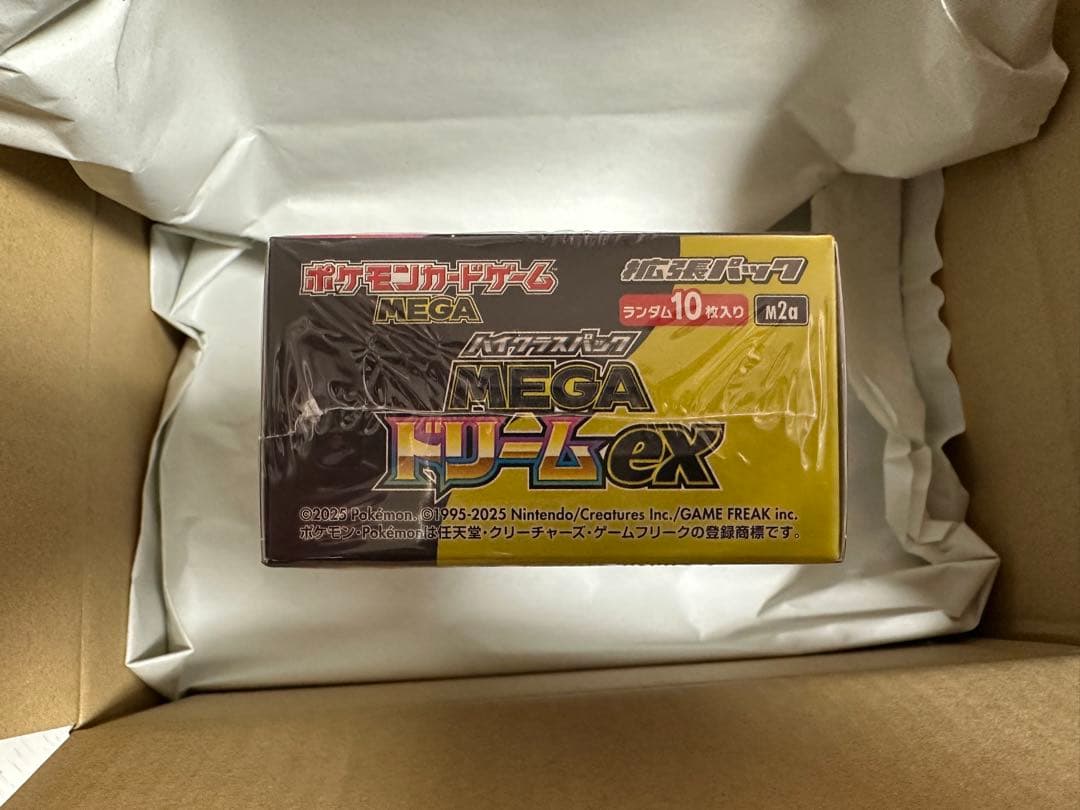 ポケモンカードゲーム
MEGA
拡張パック
ランダム10枚入り M2a
ハイクラスパック
MEGA
ドリームex
©2025 Pokémon. ©1995-2025 Nintendo/Creatures Inc./GAME FREAK inc.
ポケモン・Pokémonは任天堂・クリーチャーズ・ゲームフリークの登録商標です。